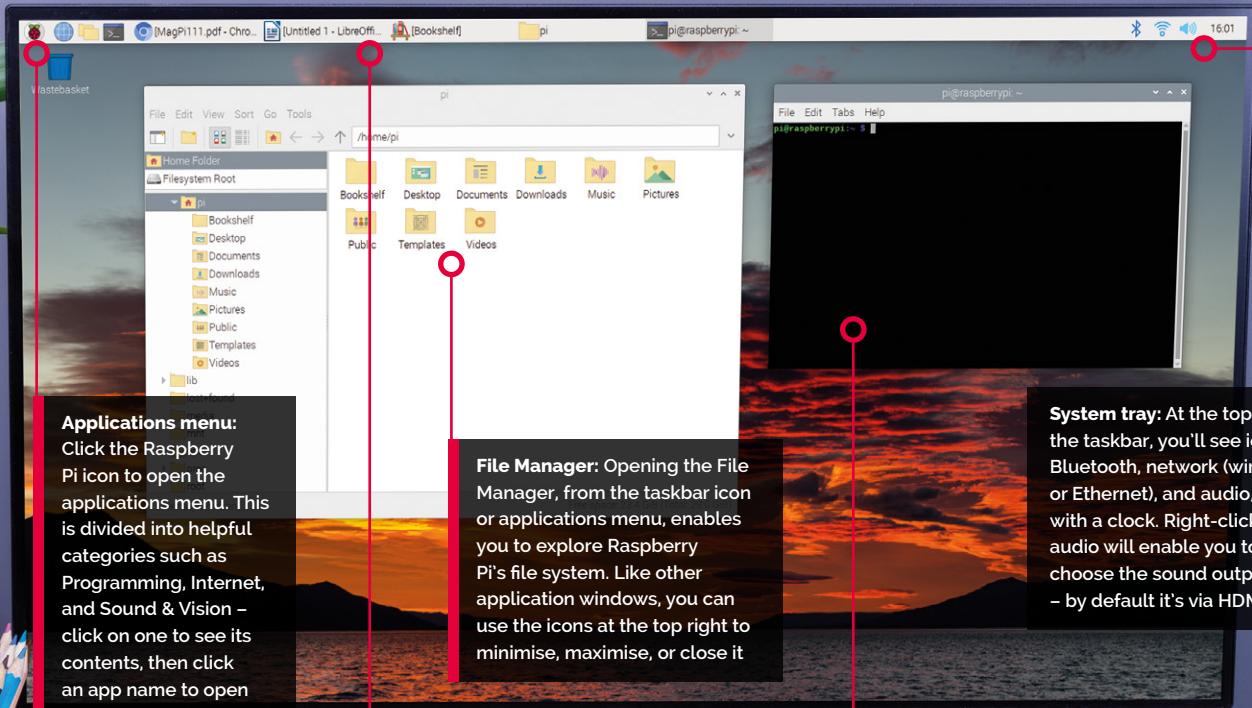 [MagPi111.pdf - Chro... [Untitled 1 - LibreOffi... [Bookshelf] pi pi@raspberrypi: ~ 16:01
Wastebasket
pi
File Edit View Sort Go Tools
/home/pi
Home Folder
Filesystem Root
pi
Bookshelf
Desktop
Documents
Downloads
Music
Pictures
Public
Templates
Videos
lib
lost+found
Bookshelf Desktop Documents Downloads Music Pictures
Public Templates Videos
pi@raspberrypi: ~
File Edit Tabs Help
pi@raspberrypi:~ $
Applications menu:
Click the Raspberry
Pi icon to open the
applications menu. This
is divided into helpful
categories such as
Programming, Internet,
and Sound & Vision –
click on one to see its
contents, then click
an app name to open
File Manager: Opening the File
Manager, from the taskbar icon
or applications menu, enables
you to explore Raspberry
Pi's file system. Like other
application windows, you can
use the icons at the top right to
minimise, maximise, or close it
System tray: At the top
the taskbar, you'll see
Bluetooth, network
or Ethernet), and audio,
with a clock.
audio will enable you to
choose the sound
– by default it's via